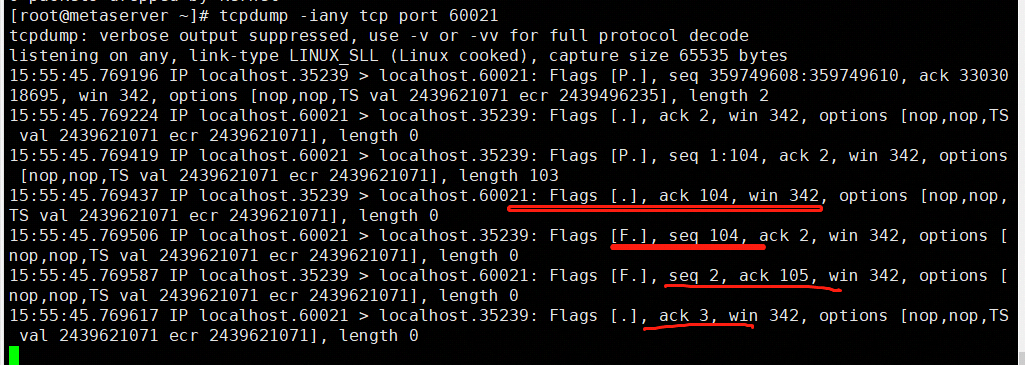 [root@metaserver ~]# tcpdump -iany tcp port 60021
tcpdump: verbose output suppressed, use -v or -vv for full protocol decode
listening on any, link-type LINUX_SLL (Linux cooked), capture size 65535 bytes
15:55:45.769196 IP localhost.35239 > localhost.60021: Flags [P.], seq 359749608:359749610, ack 33030
18695, win 342, options [nop,nop,TS val 2439621071 ecr 2439496235], length 2
15:55:45.769224 IP localhost.60021 > localhost.35239: Flags [.], ack 2, win 342, options [nop,nop,TS
 val 2439621071 ecr 2439621071], length 0
15:55:45.769419 IP localhost.60021 > localhost.35239: Flags [P.], seq 1:104, ack 2, win 342, options
 [nop,nop,TS val 2439621071 ecr 2439621071], length 103
15:55:45.769437 IP localhost.35239 > localhost.60021: Flags [.], ack 104, win 342, options [nop,nop,
TS val 2439621071 ecr 2439621071], length 0
15:55:45.769506 IP localhost.60021 > localhost.35239: Flags [F.], seq 104, ack 2, win 342, options [
nop,nop,TS val 2439621071 ecr 2439621071], length 0
15:55:45.769587 IP localhost.35239 > localhost.60021: Flags [F.], seq 2, ack 105, win 342, options [
nop,nop,TS val 2439621071 ecr 2439621071], length 0
15:55:45.769617 IP localhost.60021 > localhost.35239: Flags [.], ack 3, win 342, options [nop,nop,TS
 val 2439621071 ecr 2439621071], length 0